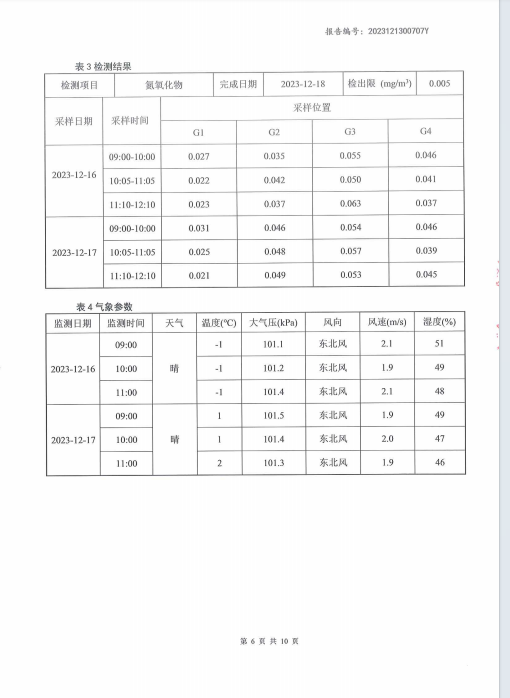 报告编号：2023121300707Y
表 3 检测结果
检测项目 氮氧化物 完成日期 2023-12-18 检出限（mg/m³） 0.005
采样日期 采样时间 采样位置
G1 G2 G3 G4
2023-12-16
09:00-10:00 0.027 0.035 0.055 0.046
10:05-11:05 0.022 0.042 0.050 0.041
11:10-12:10 0.023 0.037 0.063 0.037
2023-12-17
09:00-10:00 0.031 0.046 0.054 0.046
10:05-11:05 0.025 0.048 0.057 0.039
11:10-12:10 0.021 0.049 0.053 0.045
表 4 气象参数
监测日期 监测时间 天气 温度(℃) 大气压(kPa) 风向 风速(m/s) 湿度(%)
2023-12-16 晴
09:00 -1 101.1 东北风 2.1 51
10:00 -1 101.2 东北风 1.9 49
11:00 -1 101.4 东北风 2.1 48
2023-12-17 晴
09:00 1 101.5 东北风 1.9 49
10:00 1 101.4 东北风 2.0 47
11:00 2 101.3 东北风 1.9 46
第 6 页 共 10 页